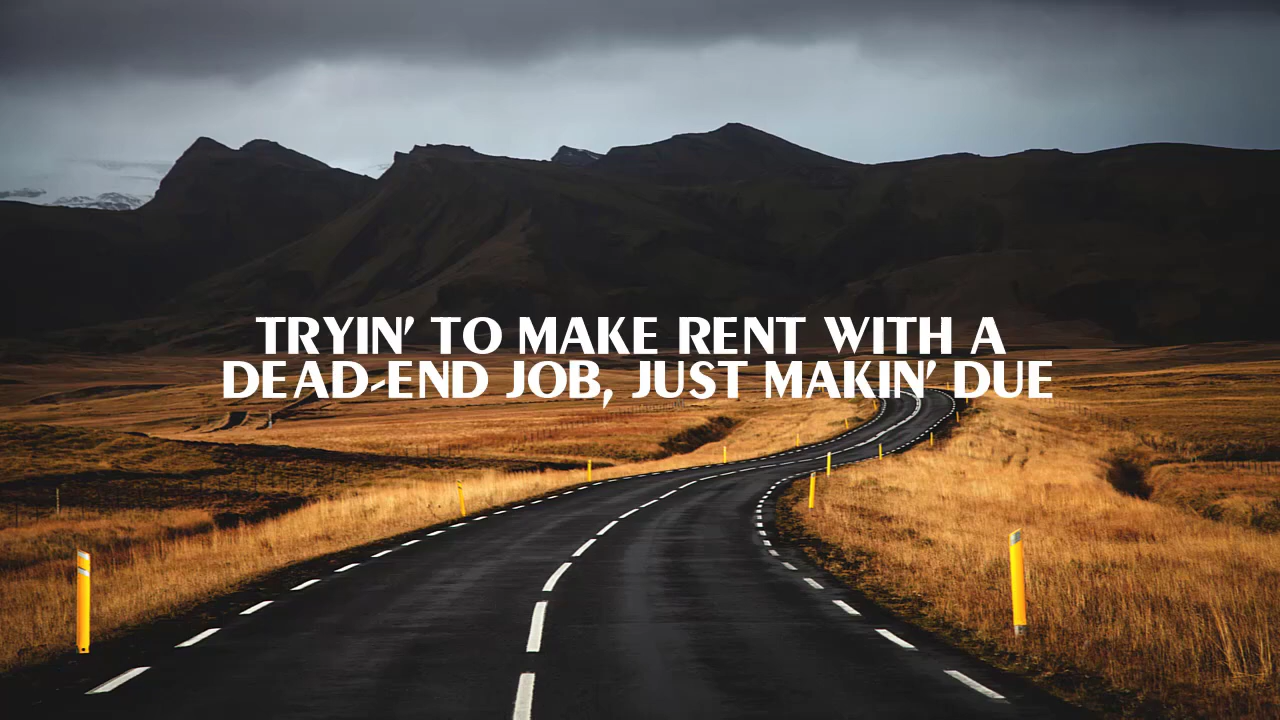 TRYIN' TO MAKE RENT WITH A
DEAD-END JOB, JUST MAKIN' DUE